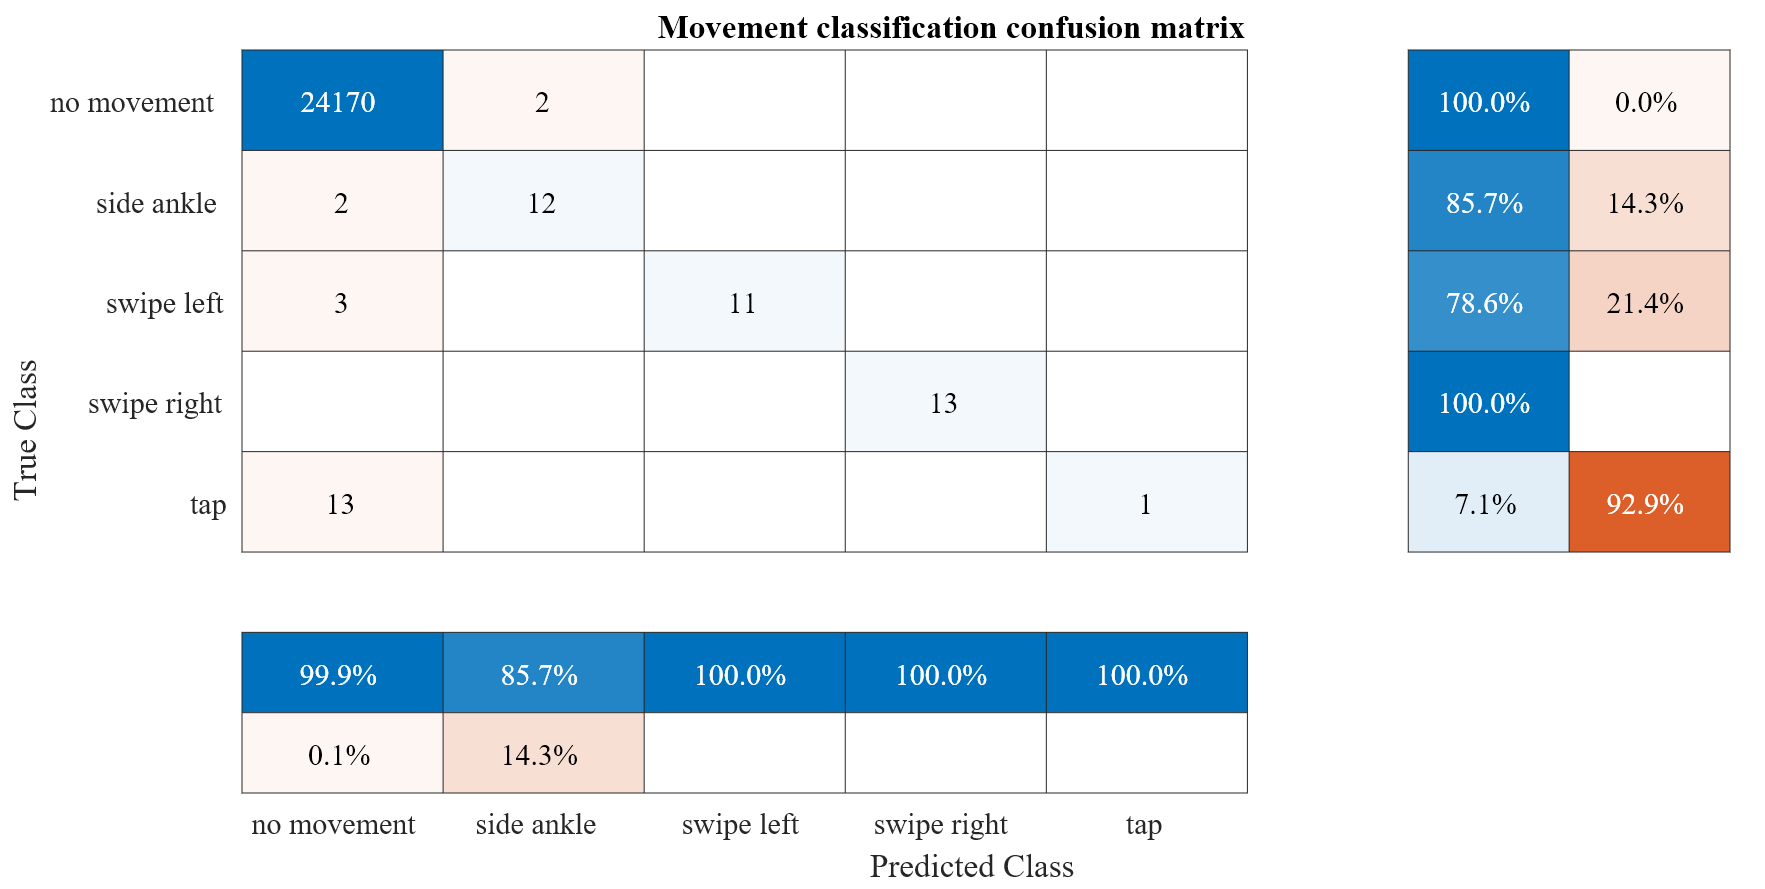 Movement classification confusion matrix
no movement 24170 2 100.0% 0.0%
side ankle 2 12 85.7% 14.3%
swipe left 3 11 78.6% 21.4%
swipe right 13 100.0%
tap 13 1 7.1% 92.9%
True Class
99.9% 85.7% 100.0% 100.0% 100.0%
0.1% 14.3%
no movement side ankle swipe left swipe right tap
Predicted Class